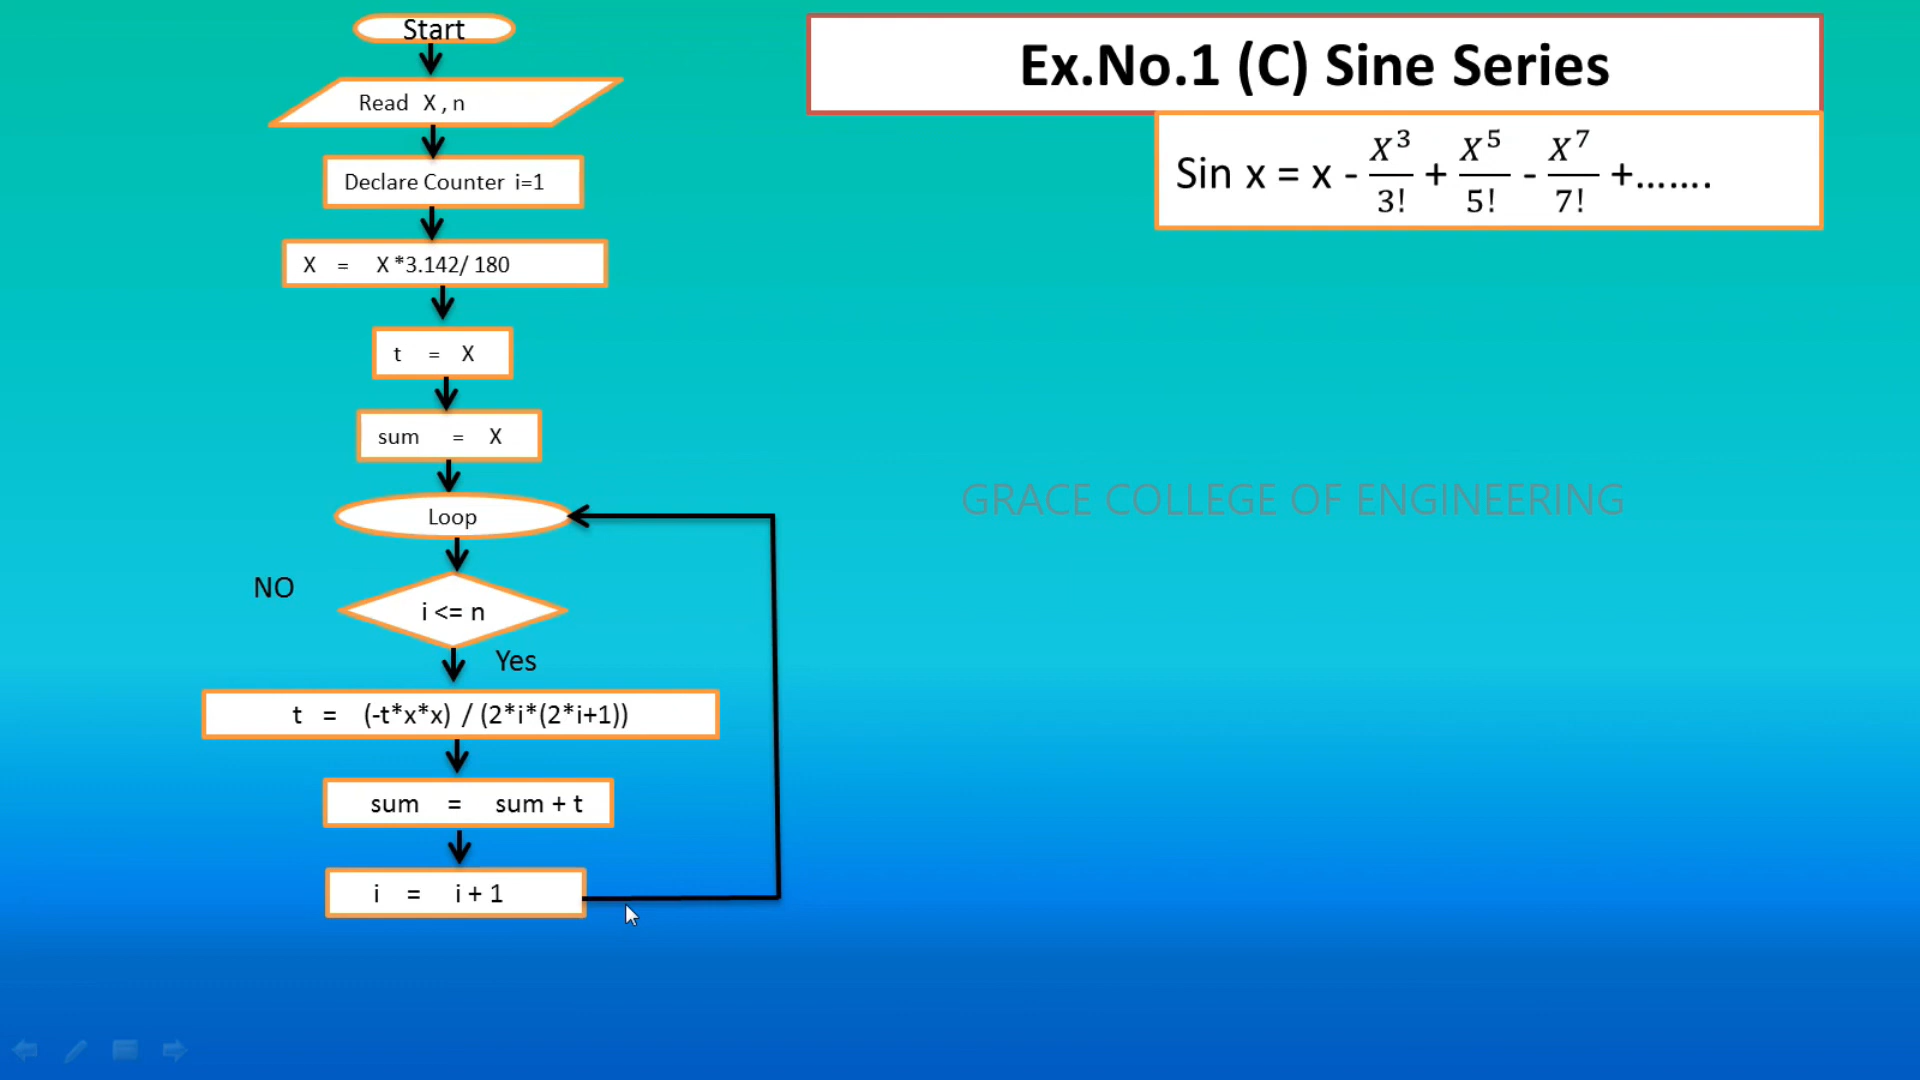 Start
Read X , n
Declare Counter i=1
X = X *3.142/ 180
t = X
sum = X
Loop
NO
i <= n
Yes
t = (-t*x*x) / (2*i*(2*i+1))
sum = sum + t
i = i + 1
Ex.No.1 (C) Sine Series
Sin x = x - X³/3! + X⁵/5! - X⁷/7! +.......
GRACE COLLEGE OF ENGINEERING